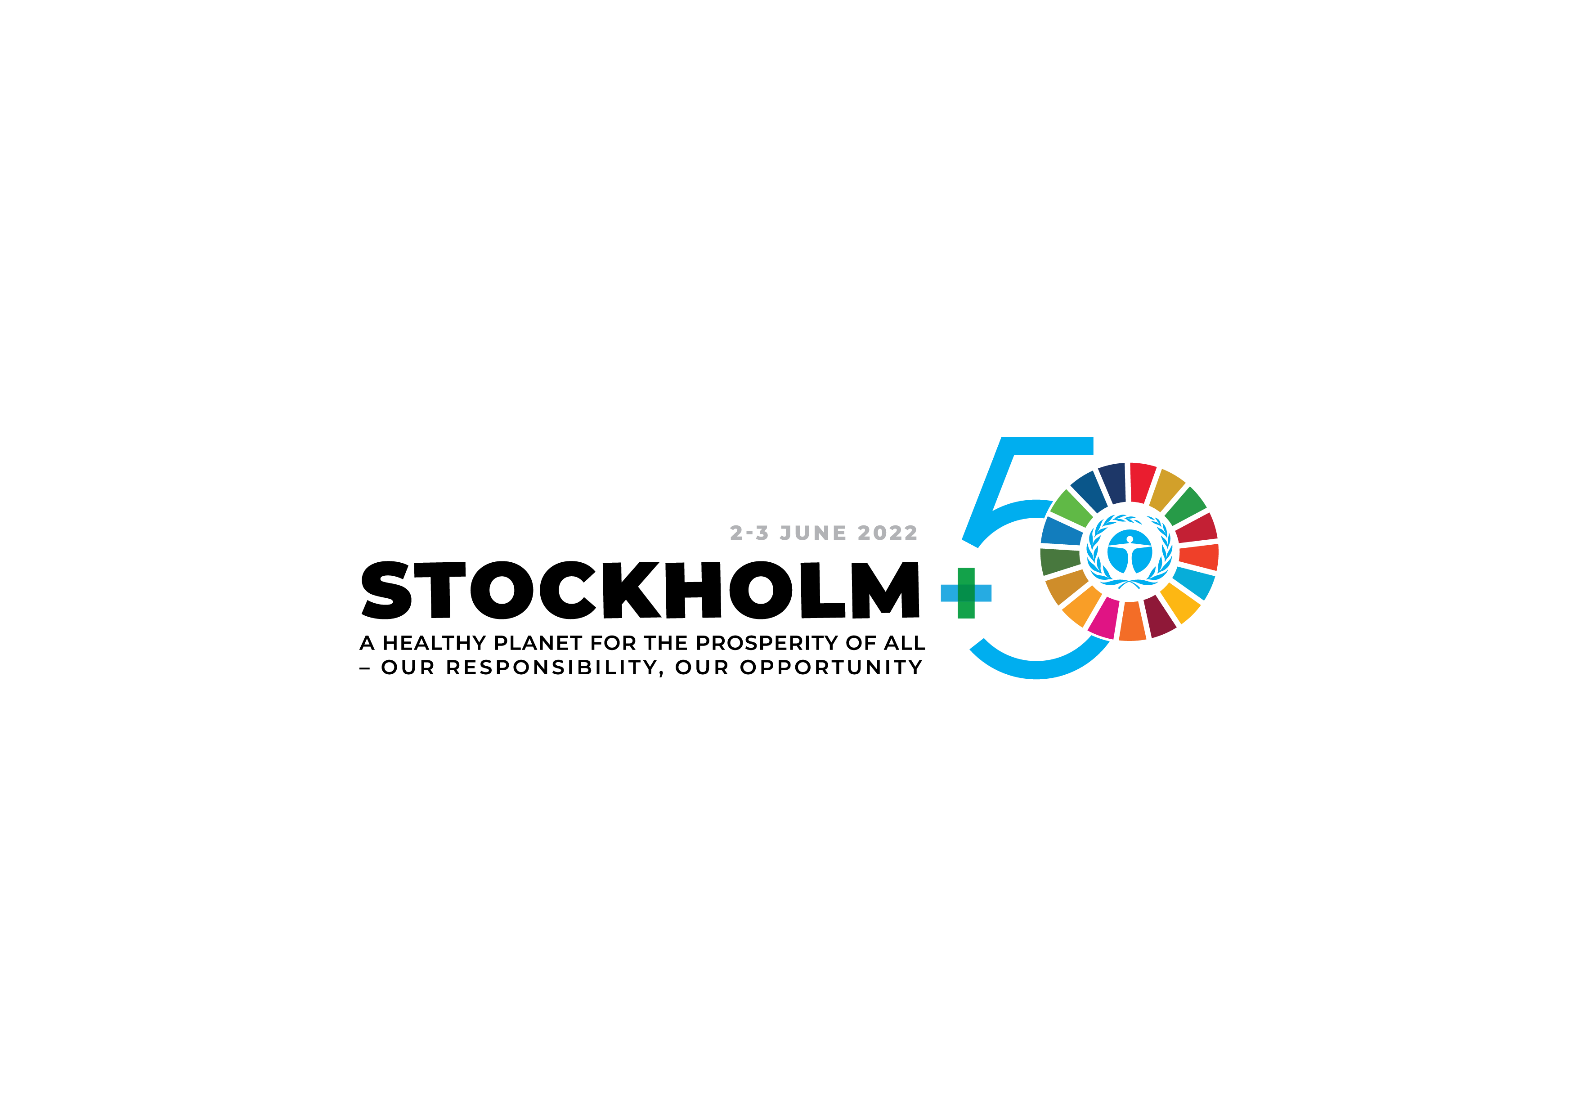 2-3 JUNE 2022
STOCKHOLM+50
A HEALTHY PLANET FOR THE PROSPERITY OF ALL
– OUR RESPONSIBILITY, OUR OPPORTUNITY